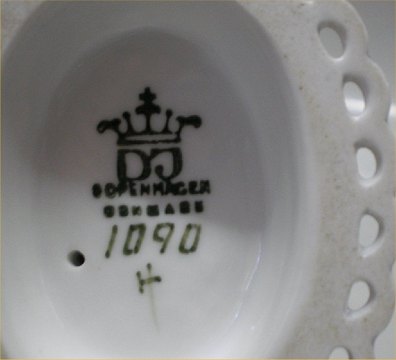 DJ
COPENHAGEN
DENMARK
1090
H